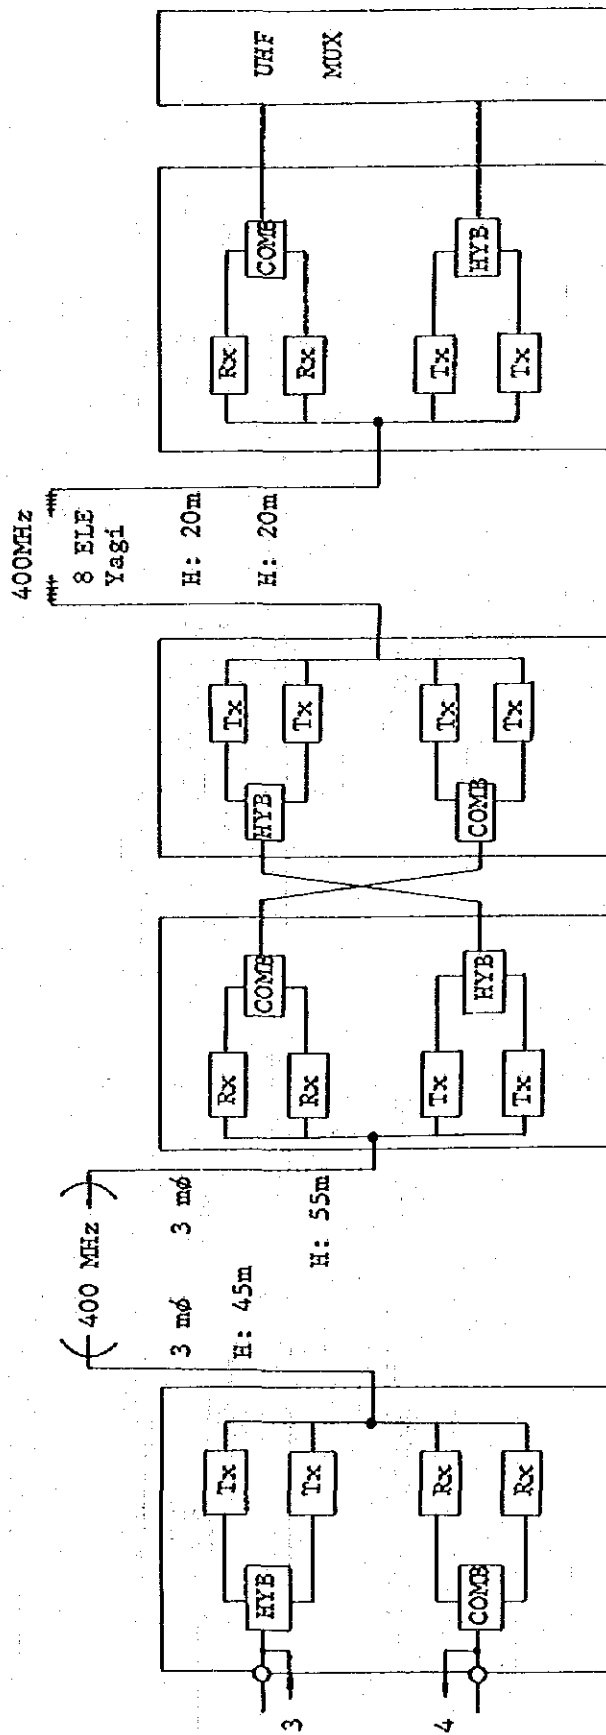 3
4
HYB
COMB
Tx
Tx
Rx
Rx
400 MHz
3 mø 3 mø
H: 45m
H: 55m
Rx
Rx
Tx
Tx
COMB
HYB
HYB
COMB
Tx
Tx
Tx
Tx
400MHz
8 ELE
Yagi
H: 20m
H: 20m
Rx
Rx
Tx
Tx
COMB
HYB
UHF
MUX